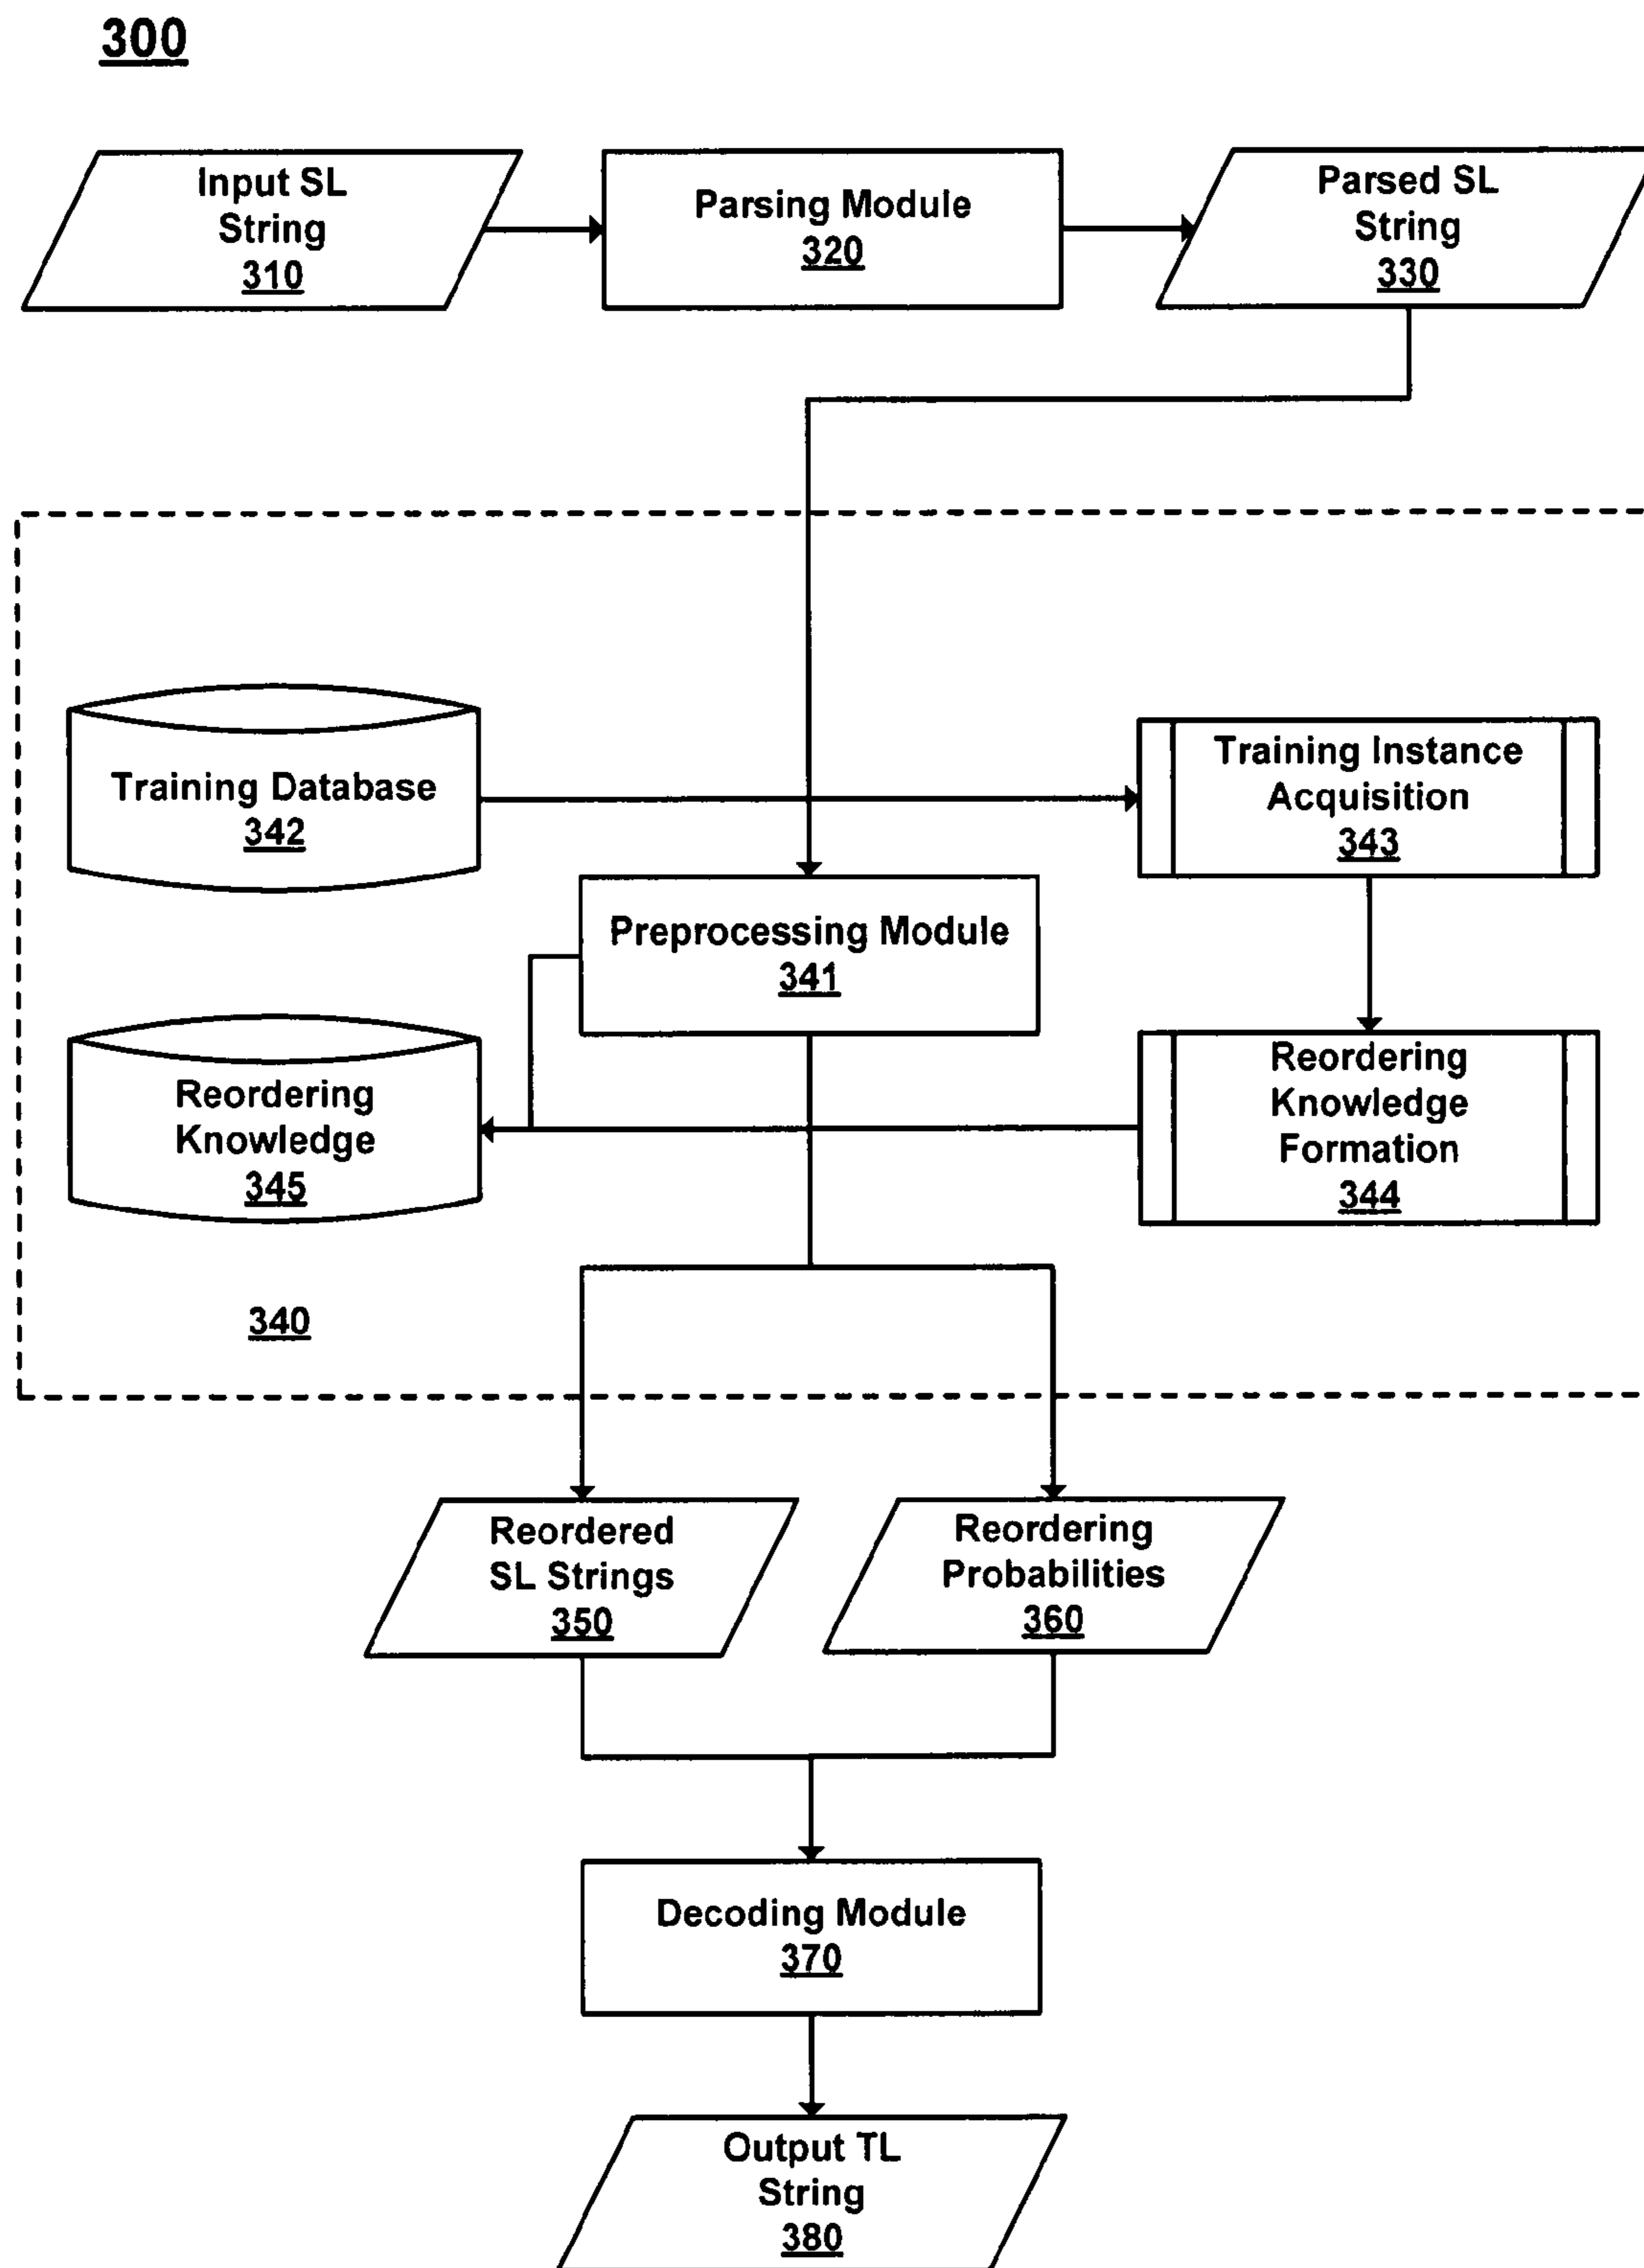 300
Input SL
String
310
Parsing Module
320
Parsed SL
String
330
Training Database
342
Training Instance
Acquisition
343
Preprocessing Module
341
Reordering
Knowledge
345
Reordering
Knowledge
Formation
344
340
Reordered
SL Strings
350
Reordering
Probabilities
360
Decoding Module
370
Output TL
String
380